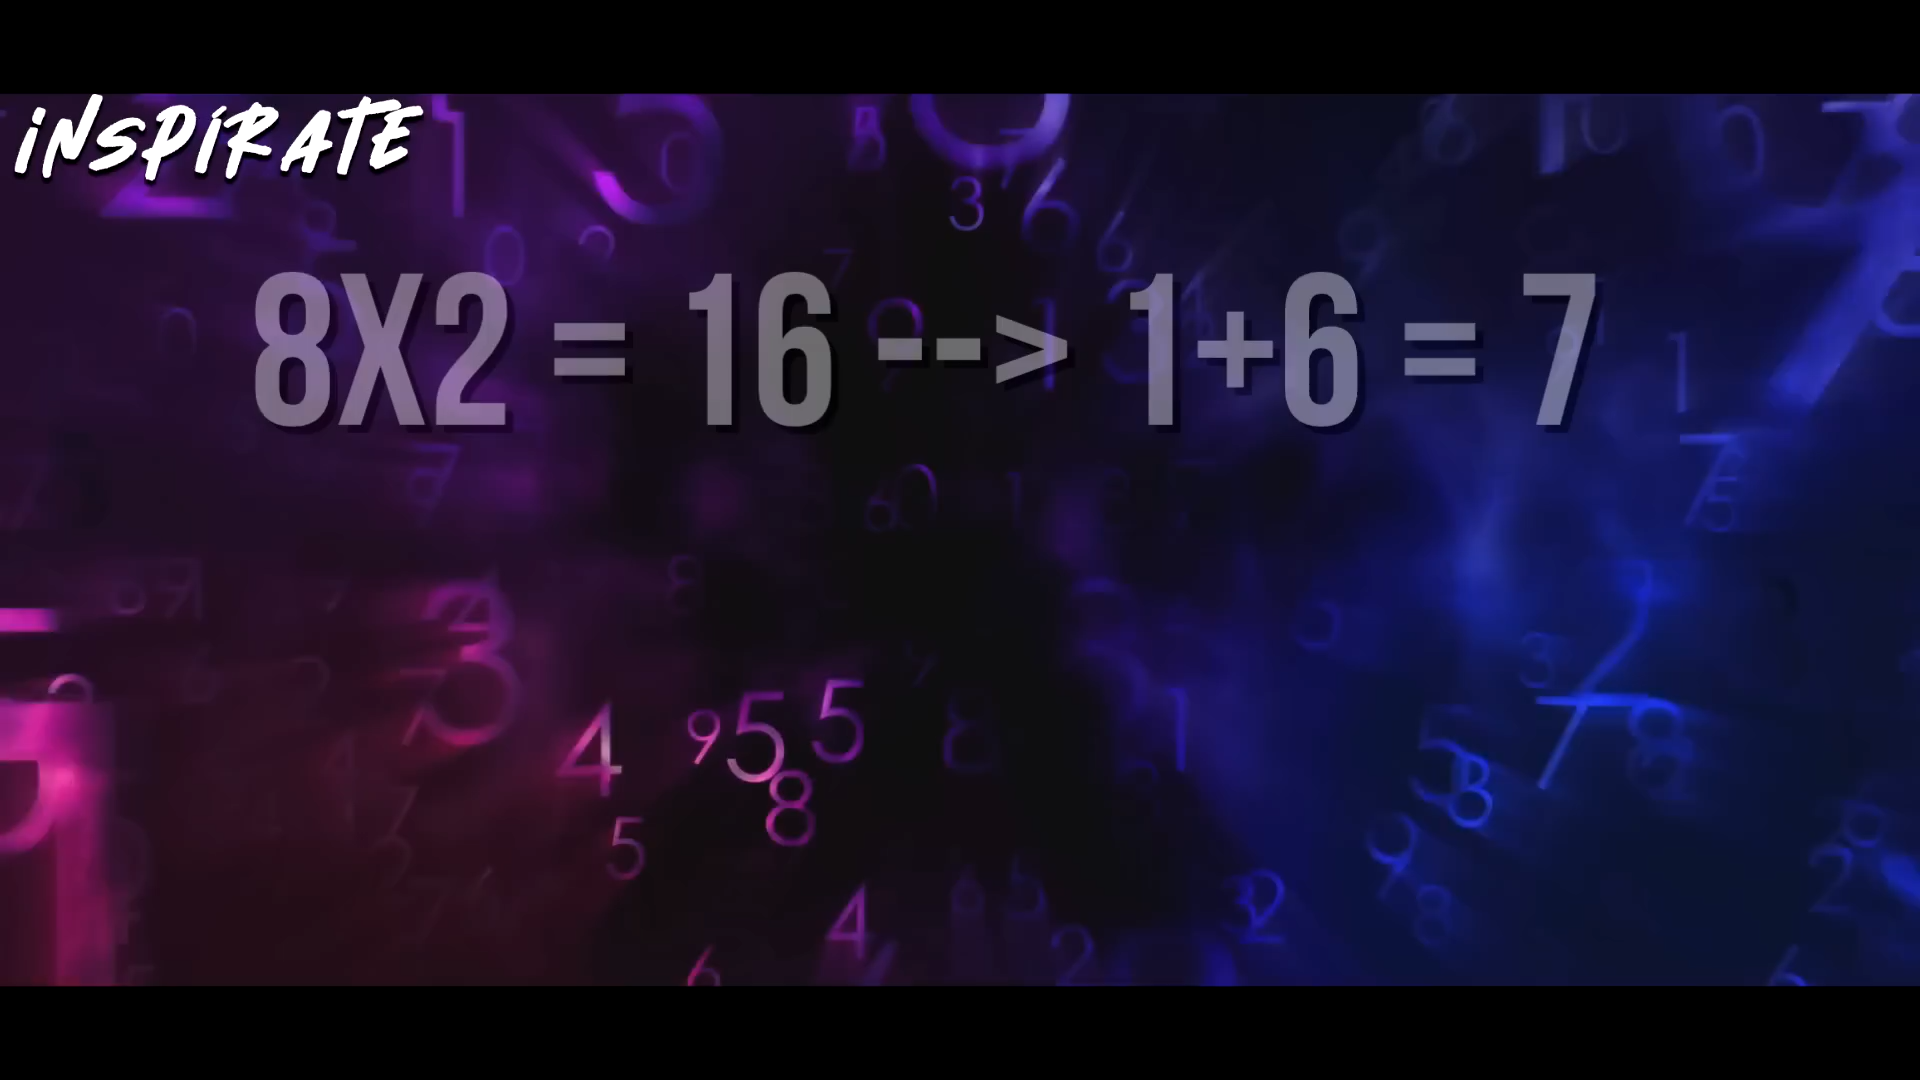 iNSPiRATE
8X2 = 16 --> 1+6 = 7